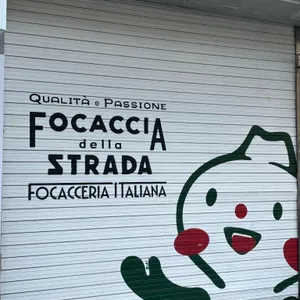 QUALITÀ e PASSIONE
FOCACCIA
della
STRADA
FOCACCERIA ITALIANA